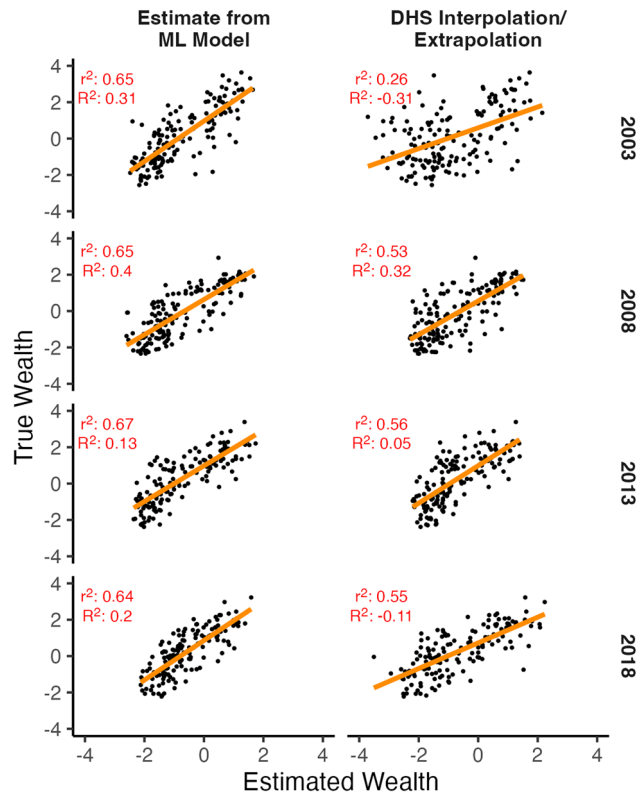 Estimate from
ML Model
DHS Interpolation/
Extrapolation
True Wealth
4
2
0
-2
-4
r²: 0.65
R²: 0.31
r²: 0.26
R²: -0.31
2003
4
2
0
-2
-4
r²: 0.65
R²: 0.4
r²: 0.53
R²: 0.32
2008
4
2
0
-2
-4
r²: 0.67
R²: 0.13
r²: 0.56
R²: 0.05
2013
4
2
0
-2
-4
r²: 0.64
R²: 0.2
r²: 0.55
R²: -0.11
2018
-4 -2 0 2 4
-4 -2 0 2 4
Estimated Wealth